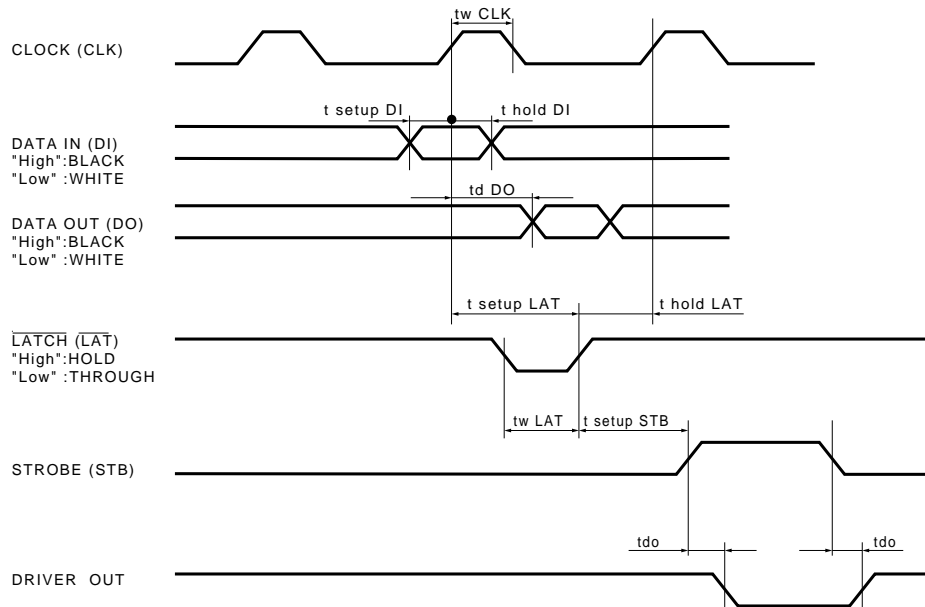 tw CLK
CLOCK (CLK)
t setup DI
t hold DI
DATA IN (DI)
"High":BLACK
"Low" :WHITE
td DO
DATA OUT (DO)
"High":BLACK
"Low" :WHITE
t setup LAT
t hold LAT
LATCH (LAT)
"High":HOLD
"Low" :THROUGH
tw LAT
t setup STB
STROBE (STB)
tdo
tdo
DRIVER OUT